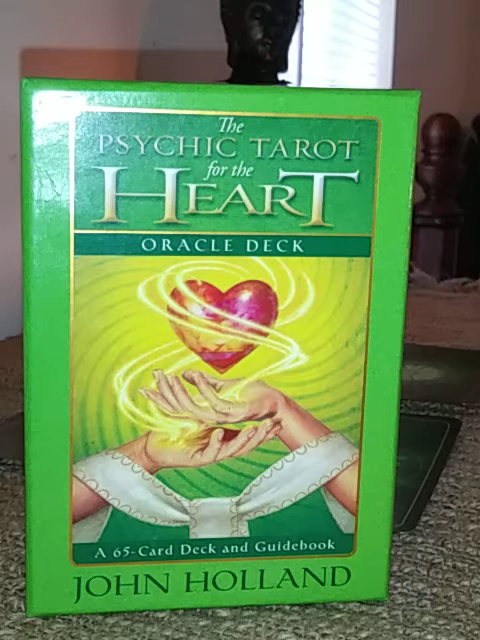 The
PSYCHIC TAROT
for the
HEART
ORACLE DECK
A 65-Card Deck and Guidebook
JOHN HOLLAND